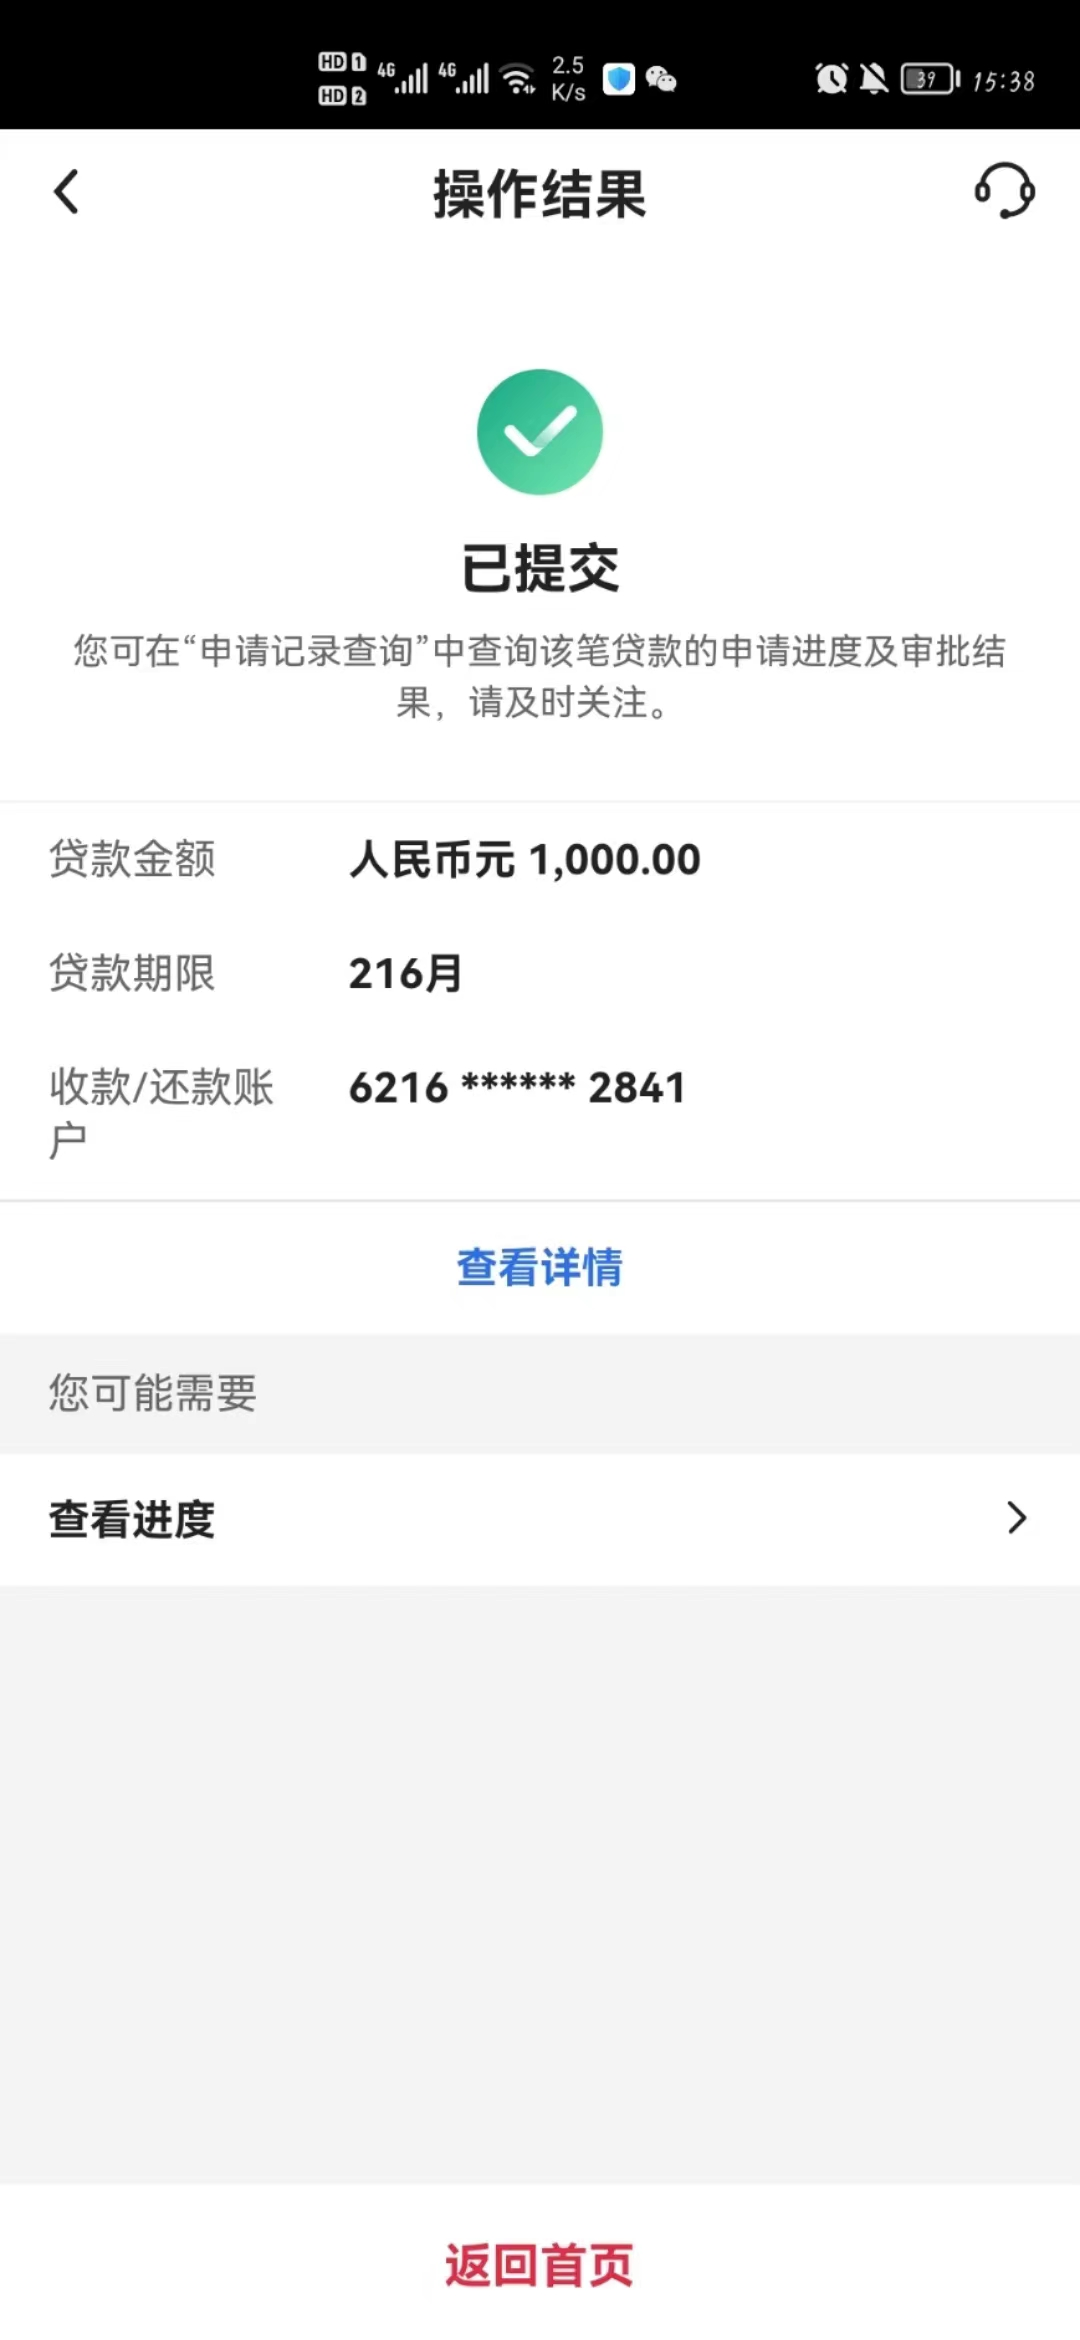 HD 1 4G 4G 2.5
HD 2 K/s 39 15:38
操作结果
已提交
您可在“申请记录查询”中查询该笔贷款的申请进度及审批结
果，请及时关注。
贷款金额 人民币元 1,000.00
贷款期限 216月
收款/还款账 6216 ****** 2841
户
查看详情
您可能需要
查看进度
返回首页